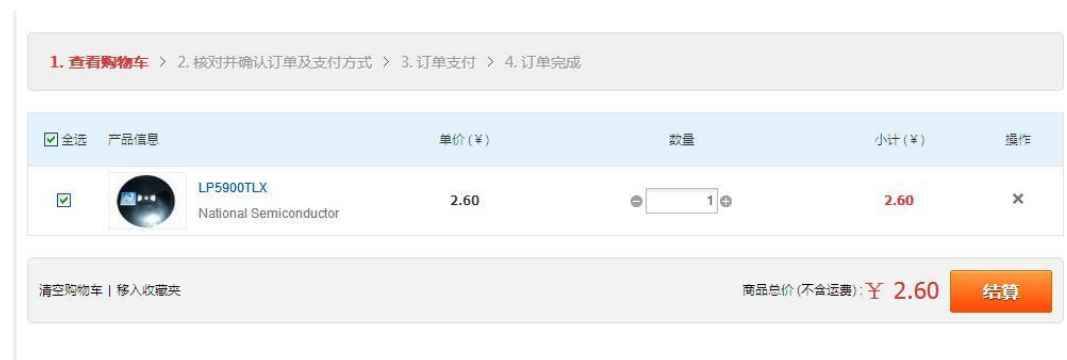 1. 查看购物车 > 2. 核对并确认订单及支付方式 > 3. 订单支付 > 4. 订单完成
全选 产品信息 单价(¥) 数量 小计(¥) 操作
LP5900TLX
National Semiconductor
2.60 1 2.60
清空购物车 | 移入收藏夹 商品总价(不含运费):¥ 2.60 结算